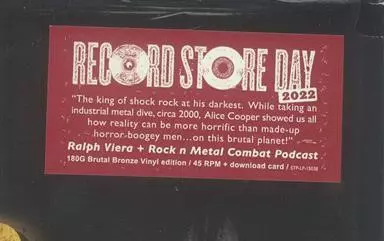 RECORD STORE DAY
2022
"The king of shock rock at his darkest. While taking an
industrial metal dive, circa 2000, Alice Cooper showed us all
how reality can be more horrific than made-up
horror-boogey men...on this brutal planet!"
Ralph Viera + Rock n Metal Combat Podcast
180G Brutal Bronze Vinyl edition / 45 RPM + download card /